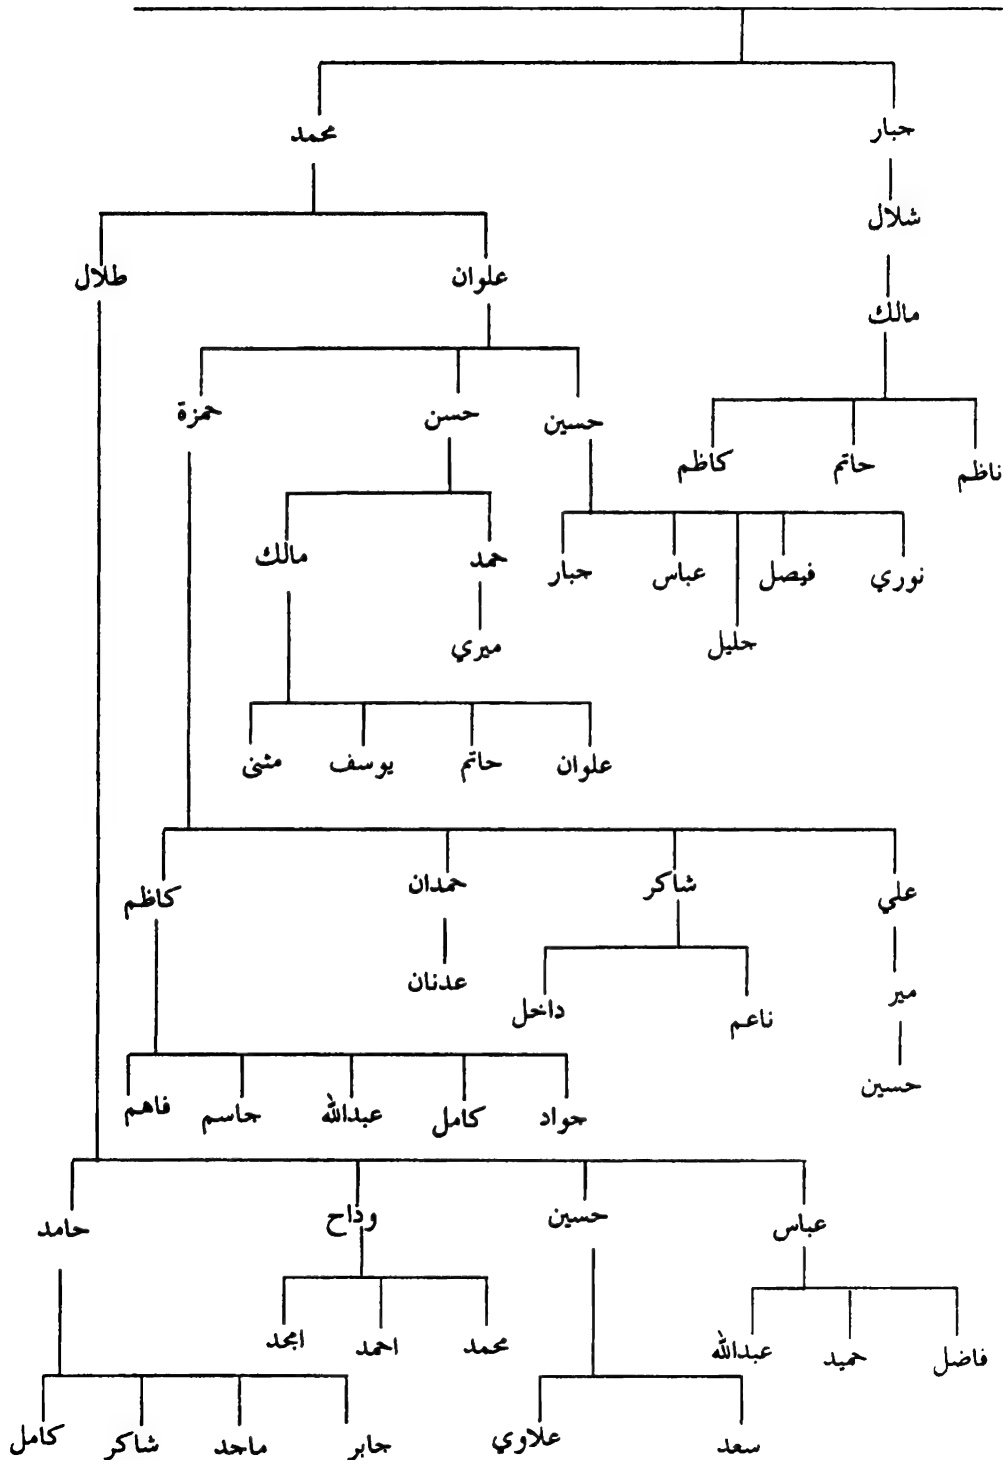 محمد جبار
شلال
طلال علوان
مالك
حمزة حسن حسين
كاظم حاتم ناظم
مالك حمد جبار عباس فيصل نوري
ميري خليل
مثنى يوسف حاتم علوان
كاظم حمدان شاكر علي
عدنان داخل ناعم مير
حسين
فاهم جاسم عبدالله كامل جواد
حامد وداح حسين عباس
امجد احمد محمد عبدالله حميد فاضل
كامل شاكر ماجد جابر علاوي سعد